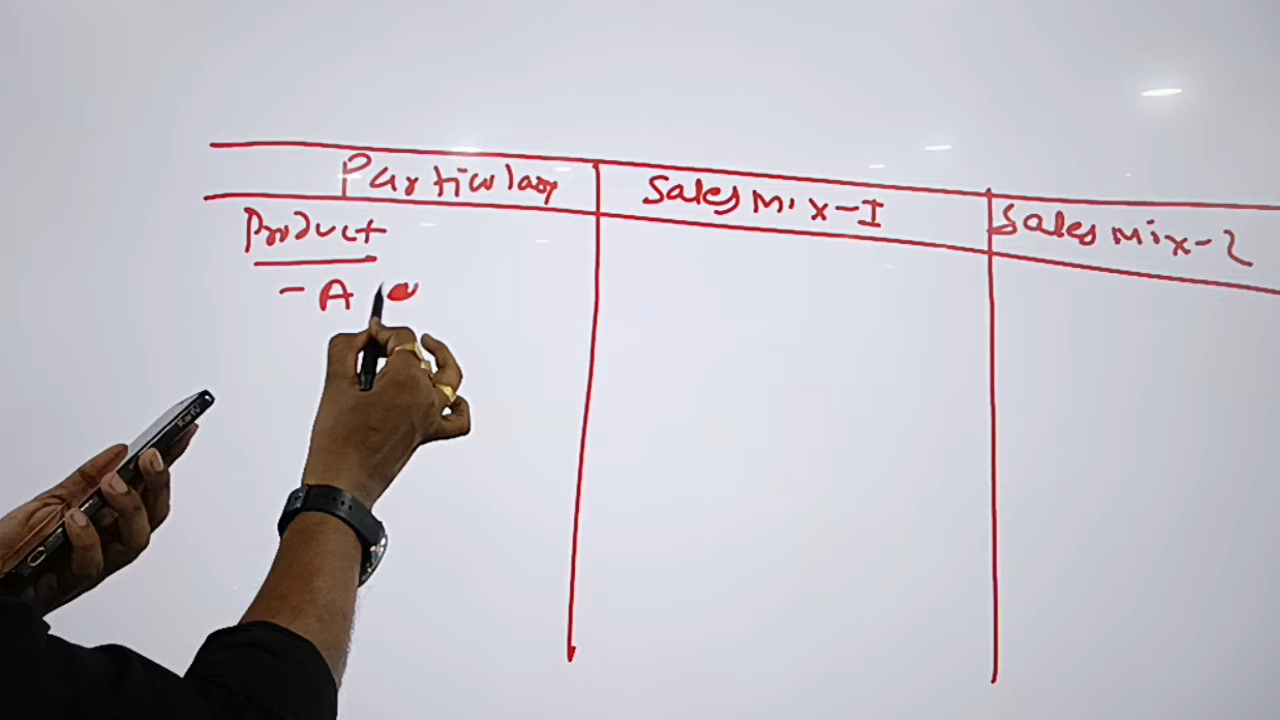 Particulars
Sales Mix-I
Sales Mix-2
Product
- A